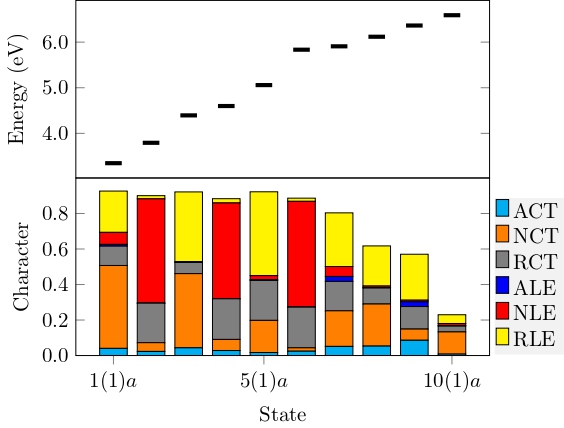 6.0
5.0
4.0
Energy (eV)
0.8
0.6
0.4
0.2
0.0
Character
1(1)a
5(1)a
10(1)a
State
ACT
NCT
RCT
ALE
NLE
RLE